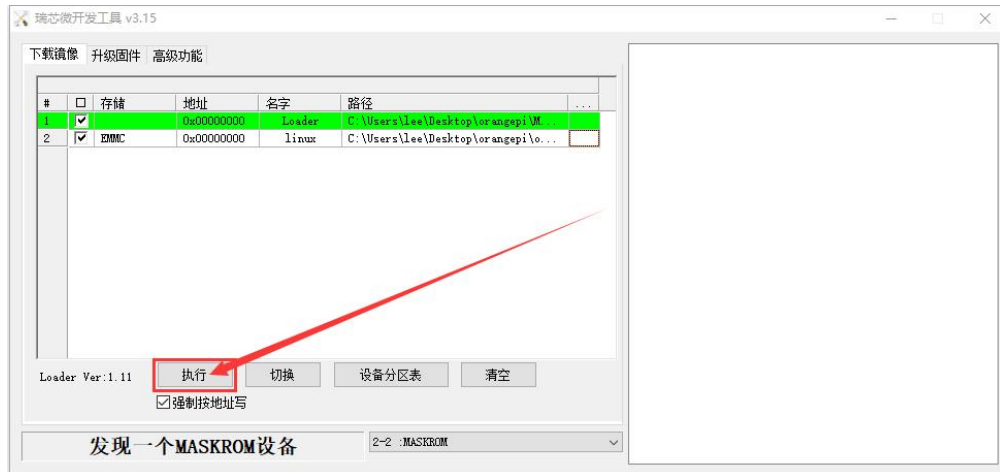 瑞芯微开发工具 v3.15
下载镜像 升级固件 高级功能
# 存储 地址 名字 路径 ...
1 0x00000000 Loader C:\Users\lee\Desktop\orangepi\M...
2 EMMC 0x00000000 linux C:\Users\lee\Desktop\orangepi\o...
Loader Ver:1.11 执行 切换 设备分区表 清空
强制按地址写
发现一个MASKROM设备 2-2 :MASKROM